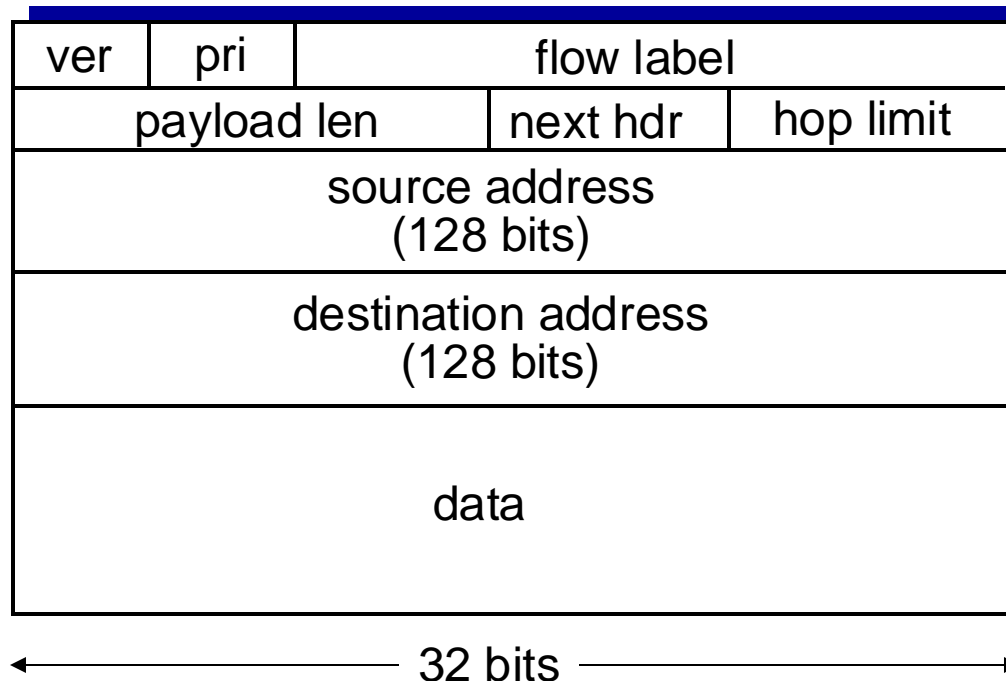 ver pri flow label
payload len next hdr hop limit
source address
(128 bits)
destination address
(128 bits)
data
32 bits